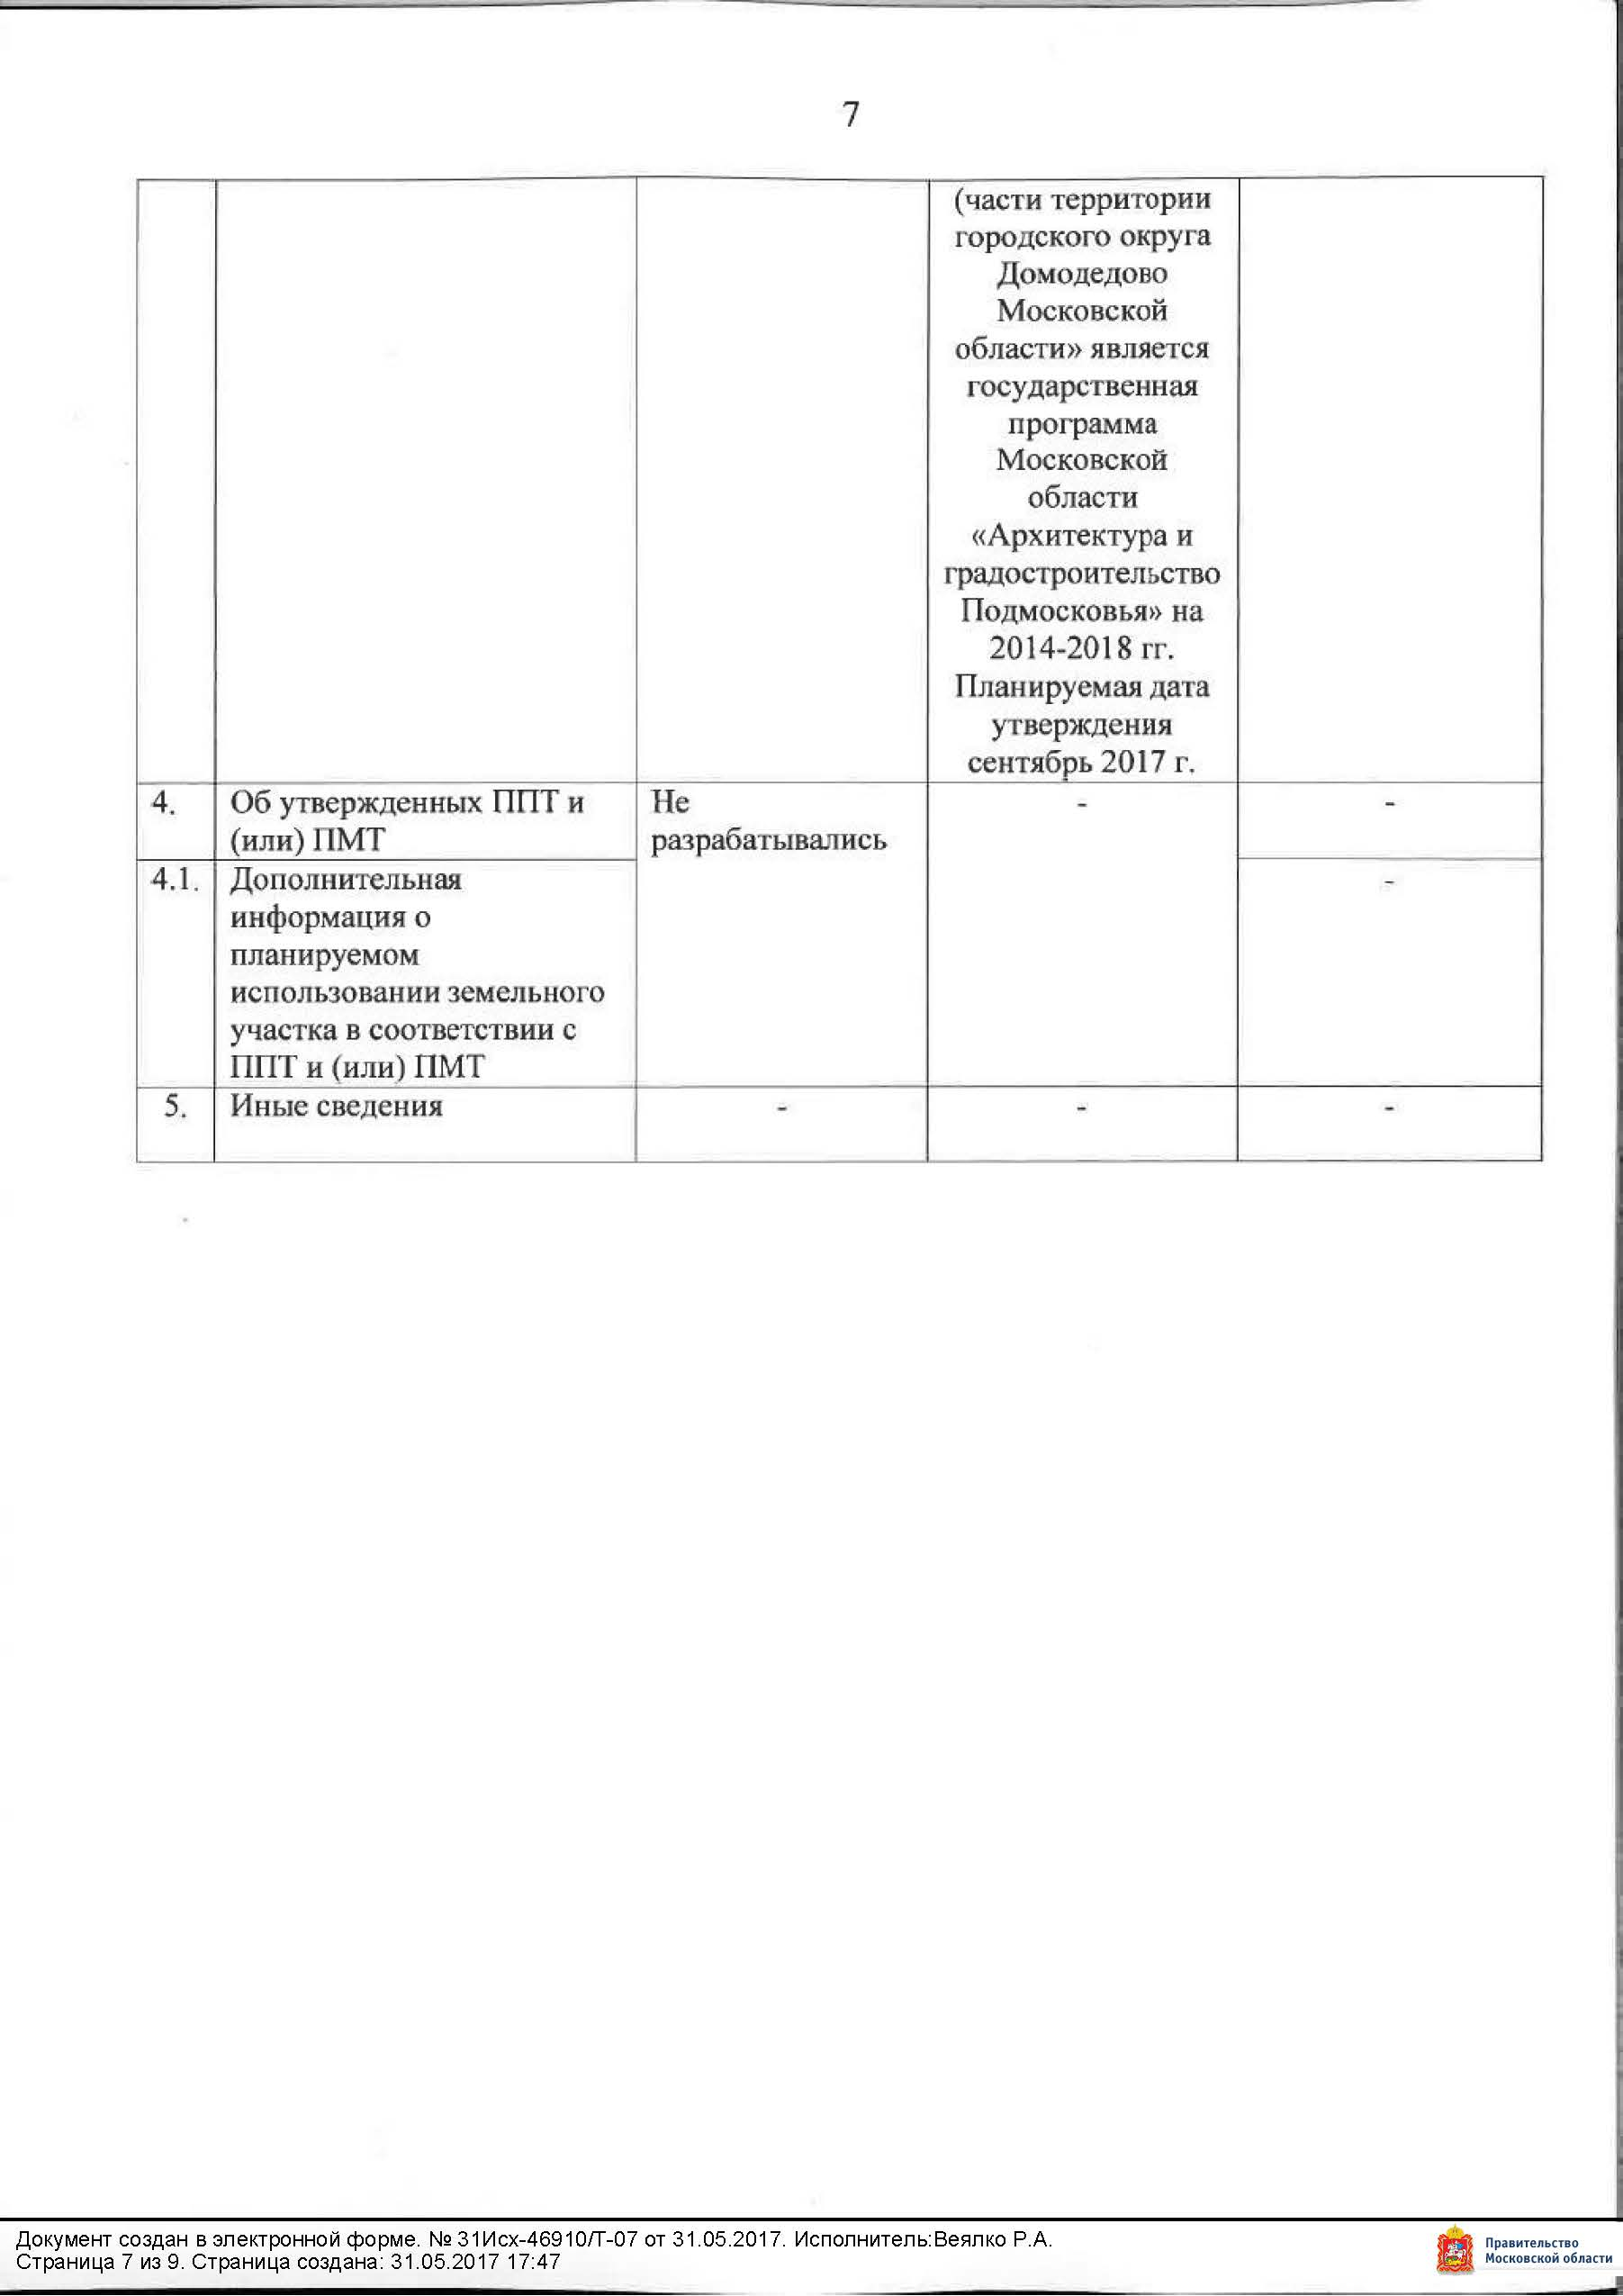 7
(части территории
городского округа
Домодедово
Московской
области» является
государственная
программа
Московской
области
«Архитектура и
градостроительство
Подмосковья» на
2014-2018 гг.
Планируемая дата
утверждения
сентябрь 2017 г.
4.
Об утвержденных ППТ и
(или) ПМТ
Не
разрабатывались
-
-
4.1.
Дополнительная
информация о
планируемом
использовании земельного
участка в соответствии с
ППТ и (или) ПМТ
-
5.
Иные сведения
-
-
-
Документ создан в электронной форме. № 31Исх-46910/Т-07 от 31.05.2017. Исполнитель:Веялко Р.А.
Страница 7 из 9. Страница создана: 31.05.2017 17:47
Правительство
Московской области